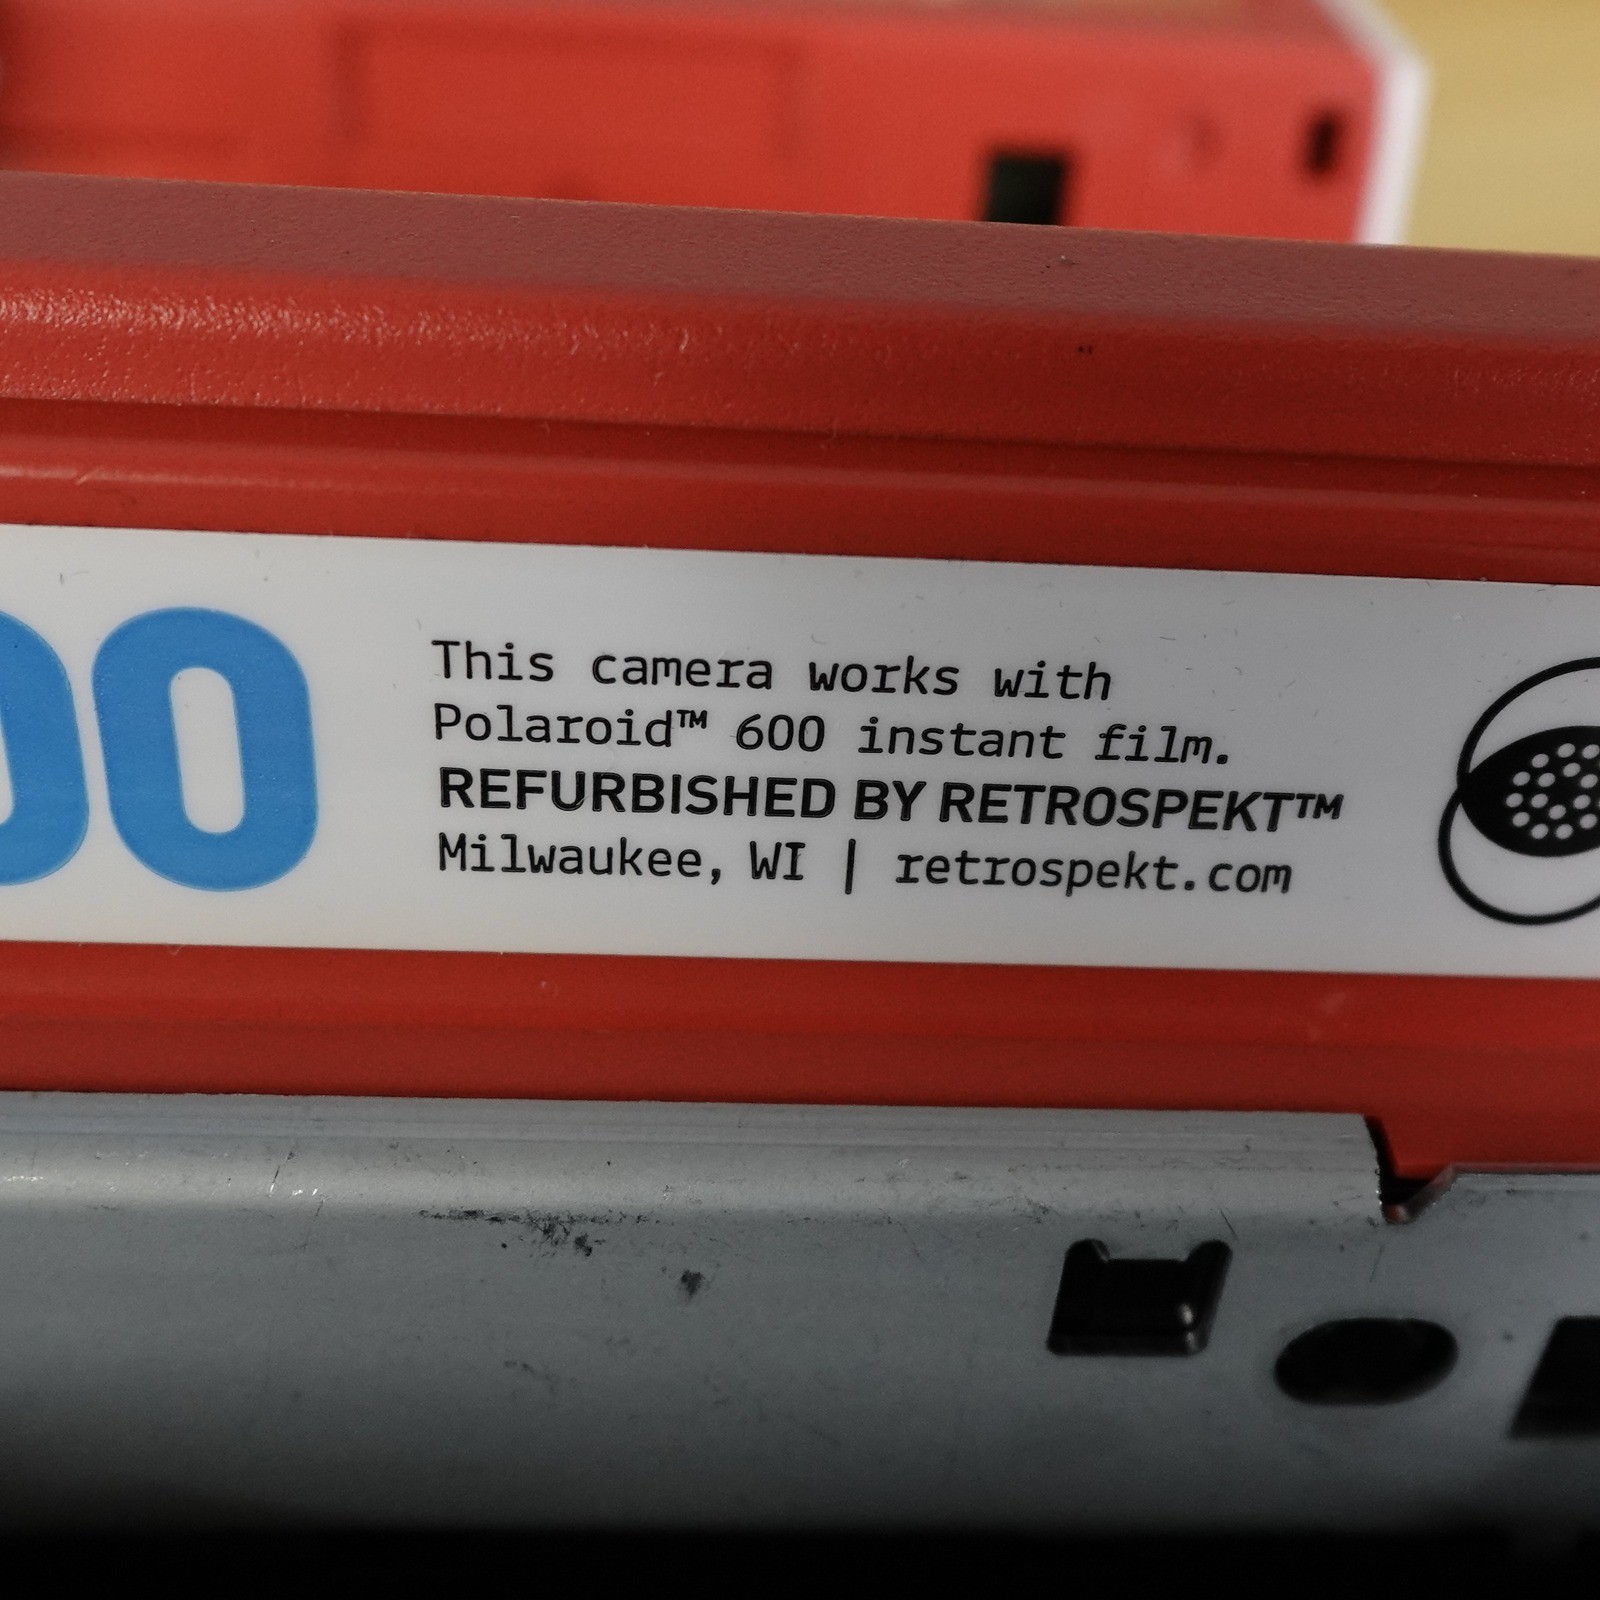 00
This camera works with
Polaroid™ 600 instant film.
REFURBISHED BY RETROSPEKT™
Milwaukee, WI | retrospekt.com